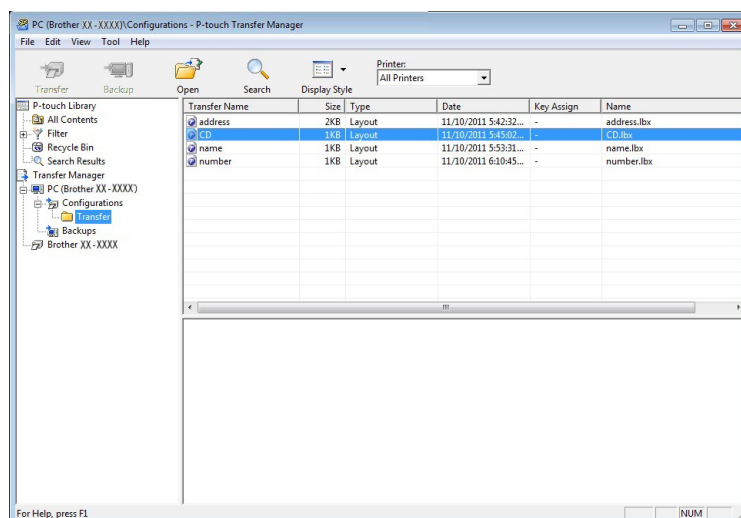 PC (Brother XX-XXXX)\Configurations - P-touch Transfer Manager
File Edit View Tool Help
Transfer Backup Open Search Display Style Printer: All Printers
P-touch Library
All Contents
Filter
Recycle Bin
Search Results
Transfer Manager
PC (Brother XX-XXXX)
Configurations
Transfer
Backups
Brother XX-XXXX
Transfer Name Size Type Date Key Assign Name
address 2KB Layout 11/10/2011 5:42:32... - address.lbx
CD 1KB Layout 11/10/2011 5:45:02... - CD.lbx
name 1KB Layout 11/10/2011 5:53:31... - name.lbx
number 1KB Layout 11/10/2011 6:10:45... - number.lbx
For Help, press F1 NUM